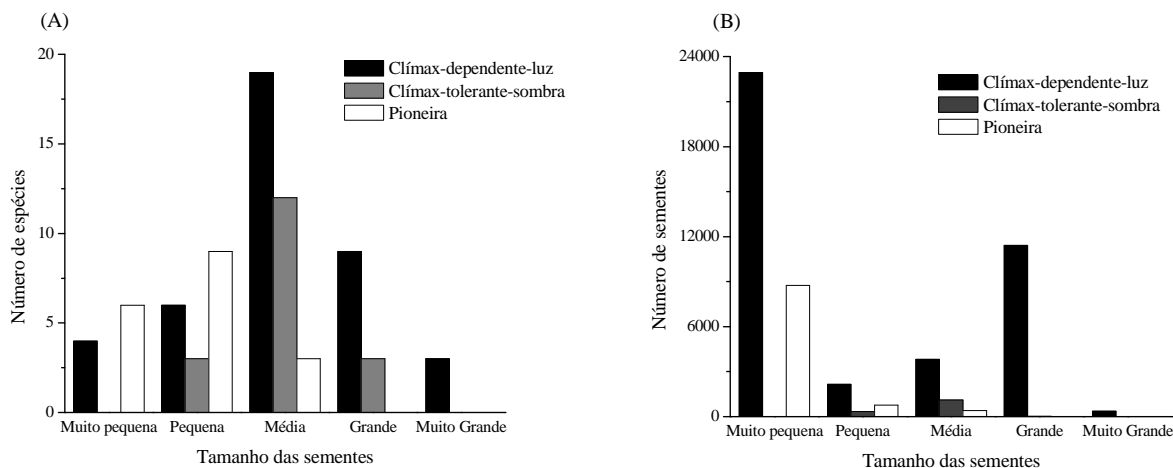 (A)
20
15
10
5
0
Número de espécies
Clímax-dependente-luz
Clímax-tolerante-sombra
Pioneira
Muito pequena Pequena Média Grande Muito Grande
Tamanho das sementes
(B)
24000
18000
12000
6000
0
Número de sementes
Clímax-dependente-luz
Clímax-tolerante-sombra
Pioneira
Muito pequena Pequena Média Grande Muito Grande
Tamanho das sementes